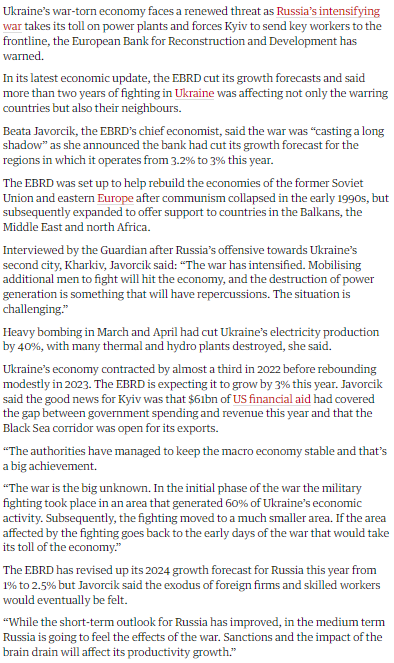 Ukraine's war-torn economy faces a renewed threat as Russia's intensifying
war takes its toll on power plants and forces Kyiv to send key workers to the
frontline, the European Bank for Reconstruction and Development has
warned.
In its latest economic update, the EBRD cut its growth forecasts and said
more than two years of fighting in Ukraine was affecting not only the warring
countries but also their neighbours.
Beata Javorcik, the EBRD's chief economist, said the war was “casting a long
shadow” as she announced the bank had cut its growth forecast for the
regions in which it operates from 3.2% to 3% this year.
The EBRD was set up to help rebuild the economies of the former Soviet
Union and eastern Europe after communism collapsed in the early 1990s, but
subsequently expanded to offer support to countries in the Balkans, the
Middle East and north Africa.
Interviewed by the Guardian after Russia's offensive towards Ukraine's
second city, Kharkiv, Javorcik said: “The war has intensified. Mobilising
additional men to fight will hit the economy, and the destruction of power
generation is something that will have repercussions. The situation is
challenging.”
Heavy bombing in March and April had cut Ukraine's electricity production
by 40%, with many thermal and hydro plants destroyed, she said.
Ukraine's economy contracted by almost a third in 2022 before rebounding
modestly in 2023. The EBRD is expecting it to grow by 3% this year. Javorcik
said the good news for Kyiv was that $61bn of US financial aid had covered
the gap between government spending and revenue this year and that the
Black Sea corridor was open for its exports.
“The authorities have managed to keep the macro economy stable and that's
a big achievement.
“The war is the big unknown. In the initial phase of the war the military
fighting took place in an area that generated 60% of Ukraine's economic
activity. Subsequently, the fighting moved to a much smaller area. If the area
affected by the fighting goes back to the early days of the war that would take
its toll of the economy.”
The EBRD has revised up its 2024 growth forecast for Russia this year from
1% to 2.5% but Javorcik said the exodus of foreign firms and skilled workers
would eventually be felt.
“While the short-term outlook for Russia has improved, in the medium term
Russia is going to feel the effects of the war. Sanctions and the impact of the
brain drain will affect its productivity growth.”